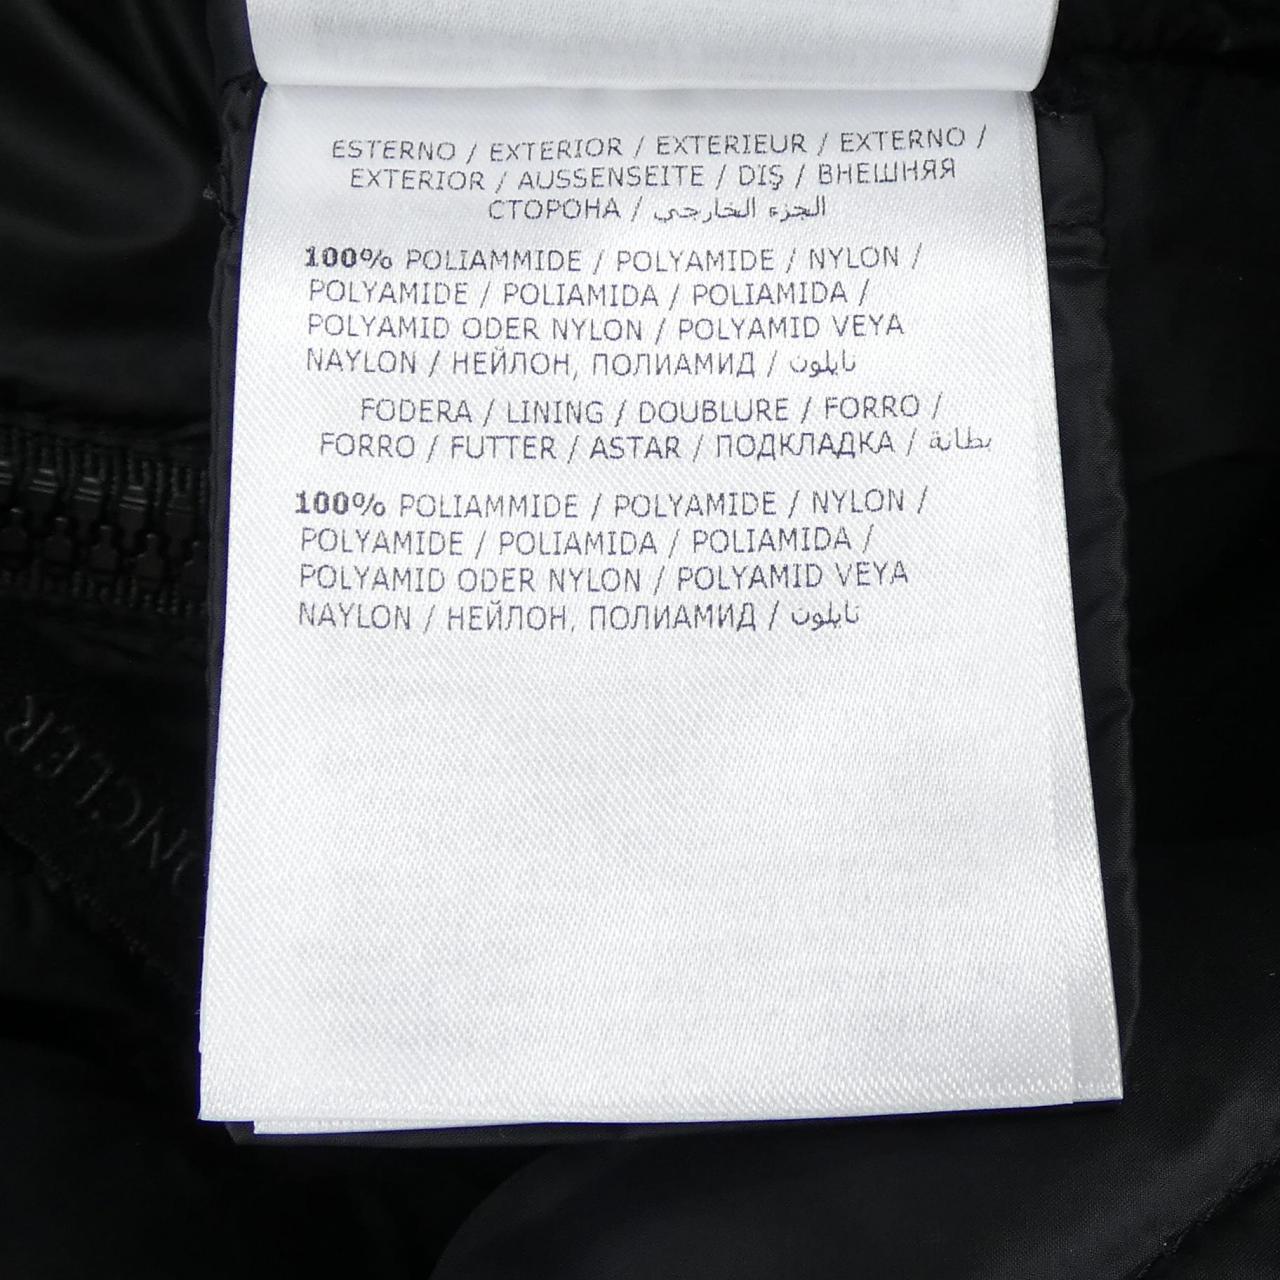 ESTERNO / EXTERIOR / EXTERIEUR / EXTERNO /
EXTERIOR / AUSSENSEITE / DIŞ / ВНЕШНЯЯ
СТОРОНА / الجزء الخارجي
100% POLIAMMIDE / POLYAMIDE / NYLON /
POLYAMIDE / POLIAMIDA / POLIAMIDA /
POLYAMID ODER NYLON / POLYAMID VEYA
NAYLON / НЕЙЛОН, ПОЛИАМИД / نايلون
FODERA / LINING / DOUBLURE / FORRO /
FORRO / FUTTER / ASTAR / ПОДКЛАДКА / بطانة
100% POLIAMMIDE / POLYAMIDE / NYLON /
POLYAMIDE / POLIAMIDA / POLIAMIDA /
POLYAMID ODER NYLON / POLYAMID VEYA
NAYLON / НЕЙЛОН, ПОЛИАМИД / نايلون
ONCLER